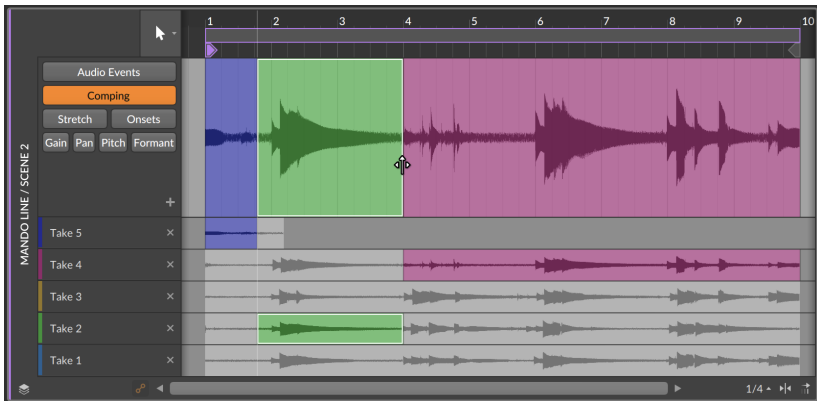 1 2 3 4 5 6 7 8 9 10
Audio Events
Comping
Stretch Onsets
Gain Pan Pitch Formant
+
MANDO LINE / SCENE 2
Take 5 ×
Take 4 ×
Take 3 ×
Take 2 ×
Take 1 ×
1/4